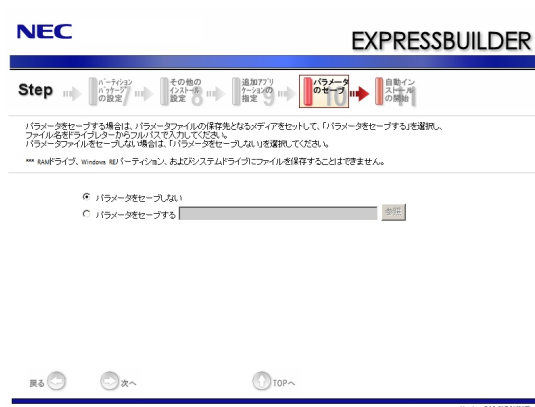 NEC
EXPRESSBUILDER
Step
パーティション
パッケージ
の設定
7
その他の
インストール
設定
8
追加アプリ
ケーションの
指定
9
パラメータ
のセーブ
10
自動イン
ストール
の開始
11
パラメータをセーブする場合は、パラメータファイルの保存先となるメディアをセットして、「パラメータをセーブする」を選択し、
ファイル名をドライブレターからフルパスで入力してください。
パラメータファイルをセーブしない場合は、「パラメータをセーブしない」を選択してください。
*** RAMドライブ、Windows REパーティション、およびシステムドライブにファイルを保存することはできません。
パラメータをセーブしない
パラメータをセーブする
参照
戻る
次へ
TOPへ